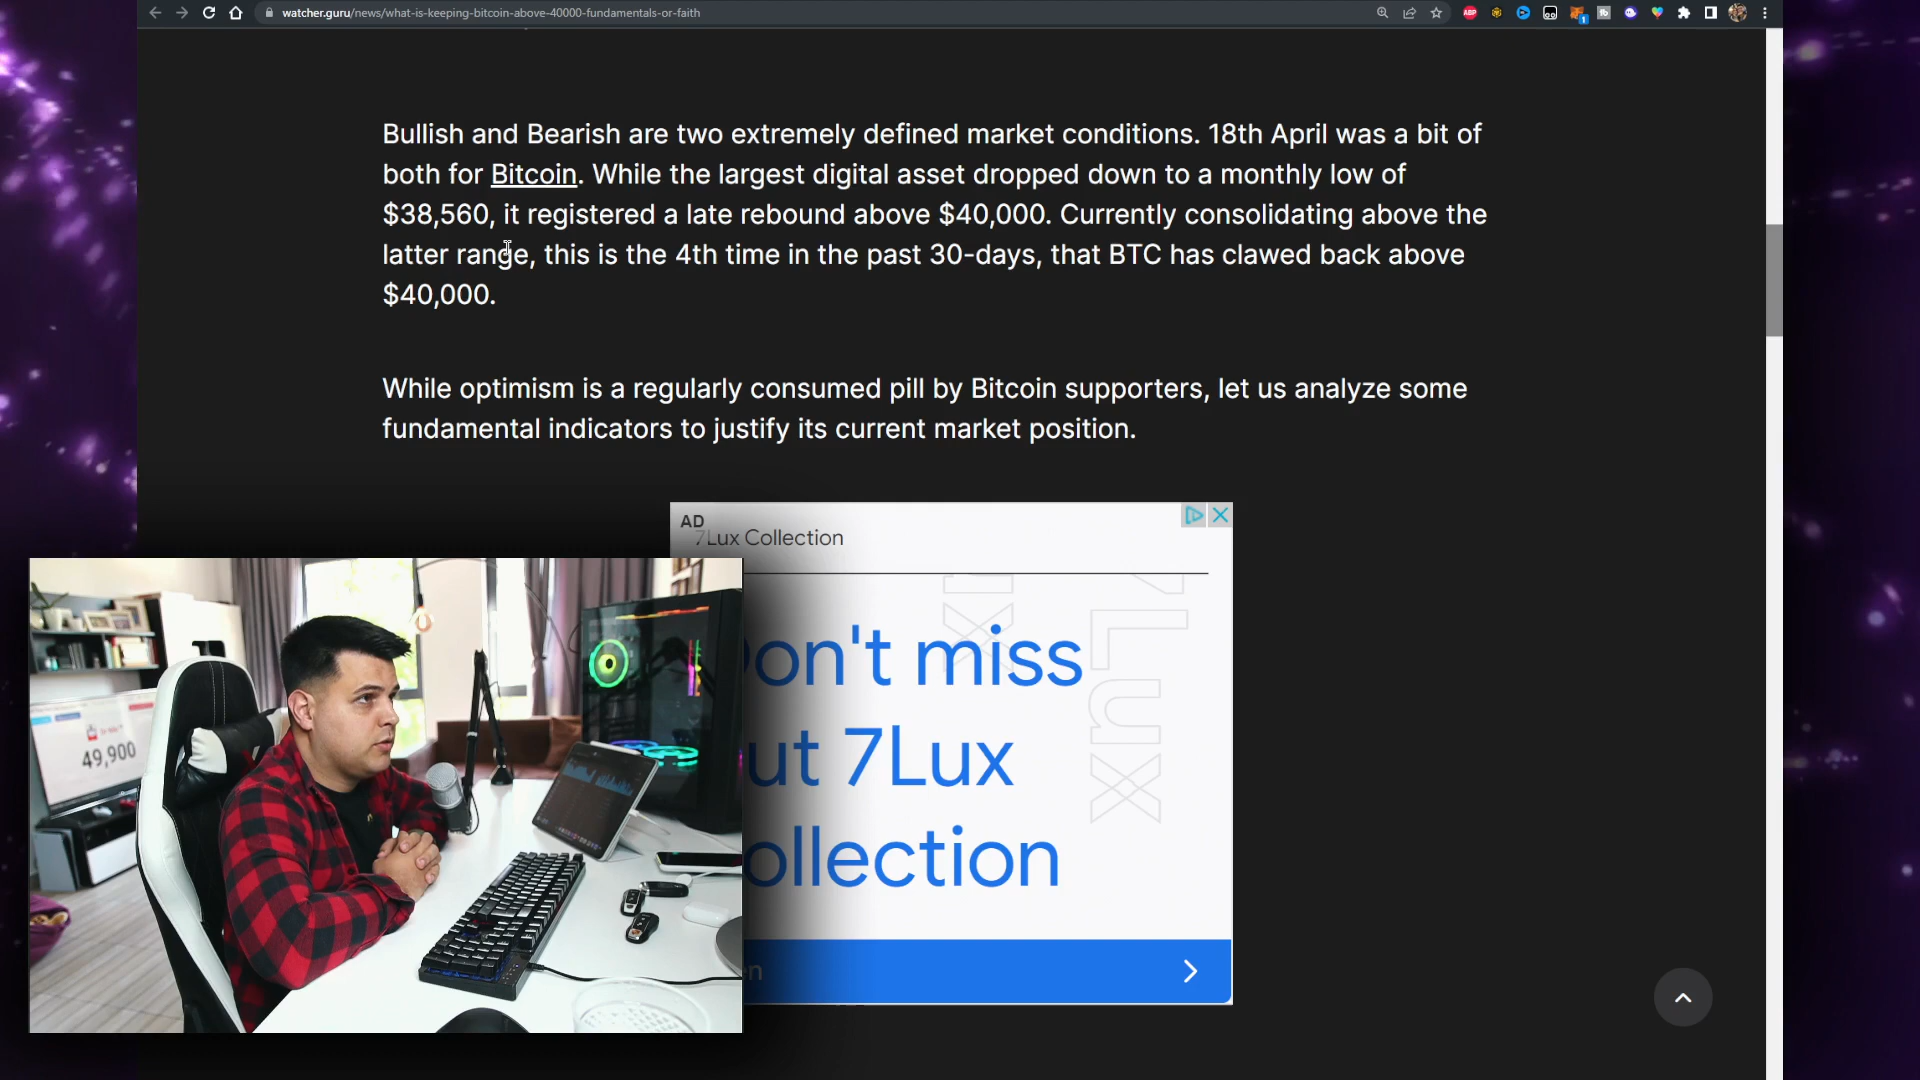 watcher.guru/news/what-is-keeping-bitcoin-above-40000-fundamentals-or-faith
ABP
1
Bullish and Bearish are two extremely defined market conditions. 18th April was a bit of
both for Bitcoin. While the largest digital asset dropped down to a monthly low of
$38,560, it registered a late rebound above $40,000. Currently consolidating above the
latter range, this is the 4th time in the past 30-days, that BTC has clawed back above
$40,000.
While optimism is a regularly consumed pill by Bitcoin supporters, let us analyze some
fundamental indicators to justify its current market position.
AD
7Lux Collection
7Lux
on't miss
ut 7Lux
ollection
en
49,900